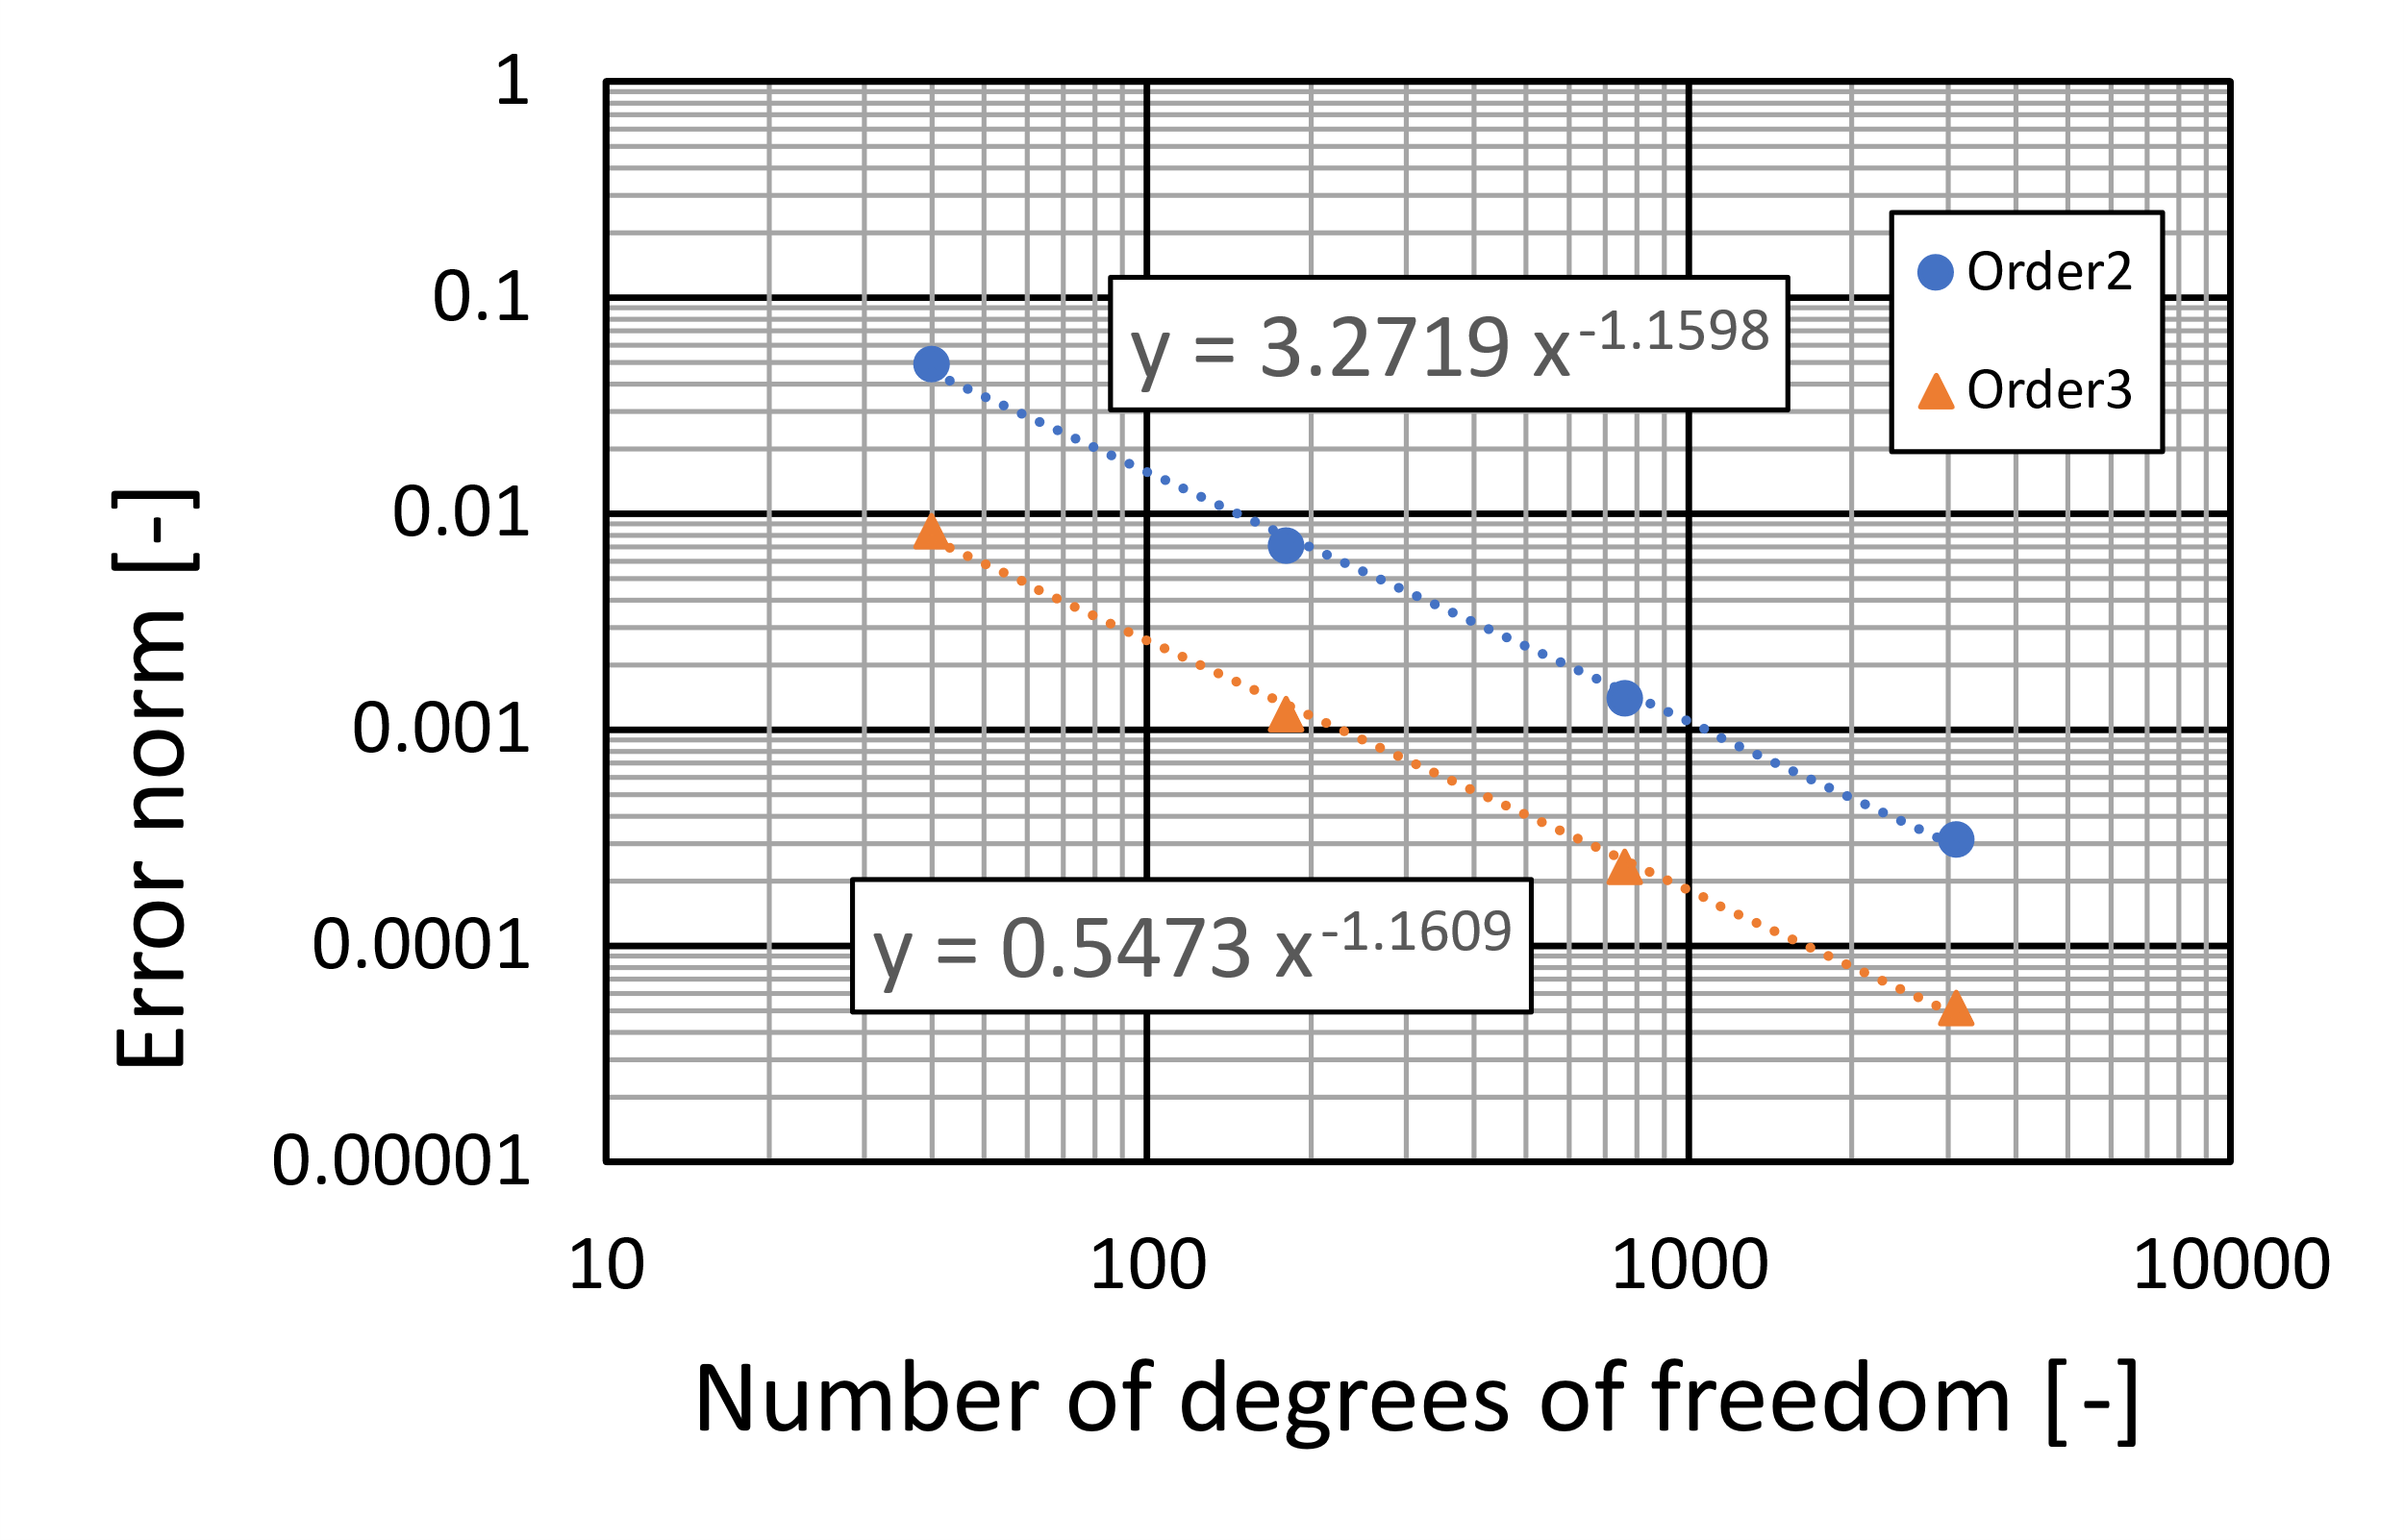 1
0.1
0.01
0.001
0.0001
0.00001
Error norm [-]
y = 3.2719 x^-1.1598
Order2
Order3
y = 0.5473 x^-1.1609
10 100 1000 10000
Number of degrees of freedom [-]